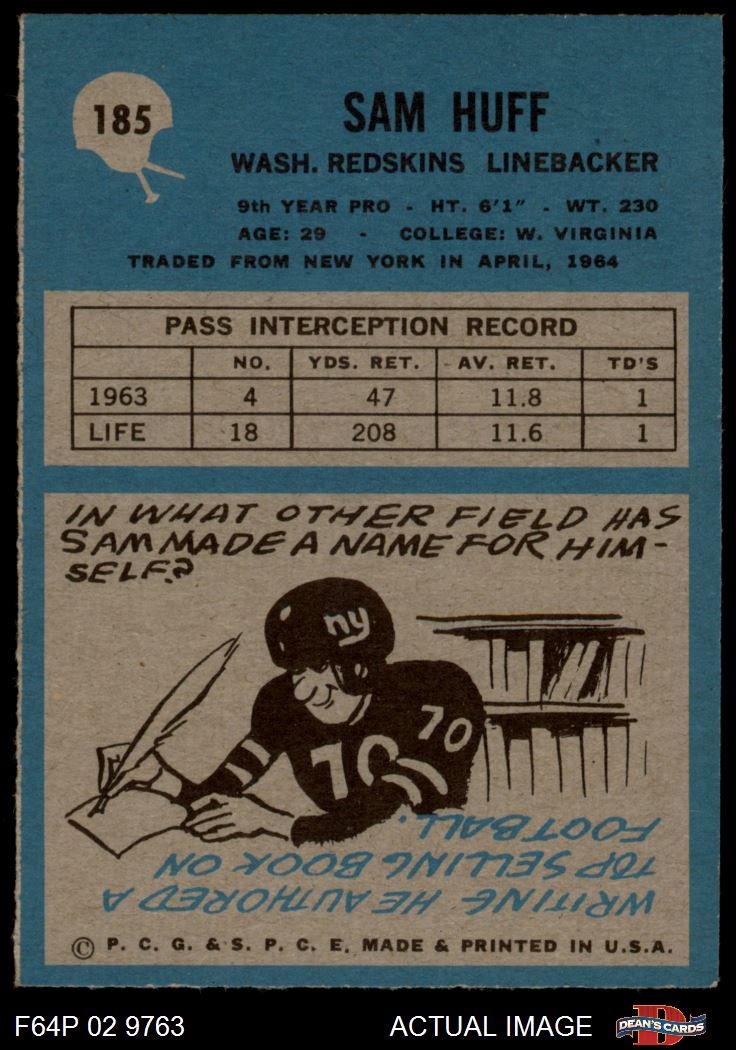 185
SAM HUFF
WASH. REDSKINS LINEBACKER
9th YEAR PRO - HT. 6'1" - WT. 230
AGE: 29 - COLLEGE: W. VIRGINIA
TRADED FROM NEW YORK IN APRIL, 1964
PASS INTERCEPTION RECORD
NO. YDS. RET. AV. RET. TD'S
1963 4 47 11.8 1
LIFE 18 208 11.6 1
IN WHAT OTHER FIELD HAS
SAM MADE A NAME FOR HIM-
SELF?
ny
70
70
WRITING - HE AUTHORED A
TOP SELLING BOOK ON
FOOTBALL.
© P. C. G. & S. P. C. E. MADE & PRINTED IN U.S.A.
F64P 02 9763 ACTUAL IMAGE D DEAN'S CARDS